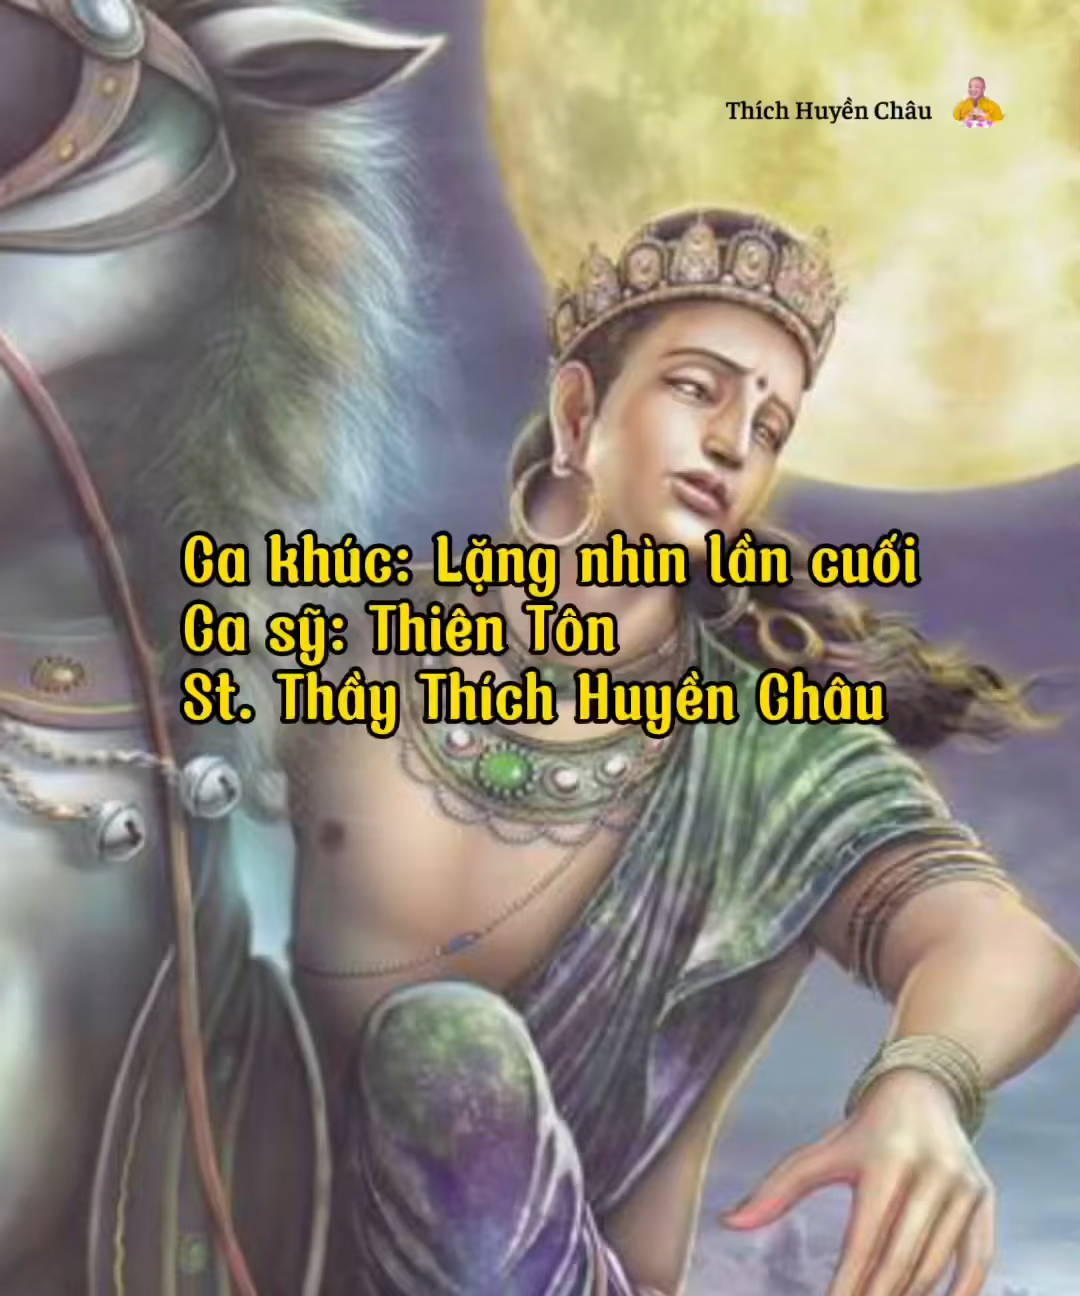 Thích Huyền Châu
Ca khúc: Lặng nhìn lần cuối
Ca sỹ: Thiên Tôn
St. Thầy Thích Huyền Châu